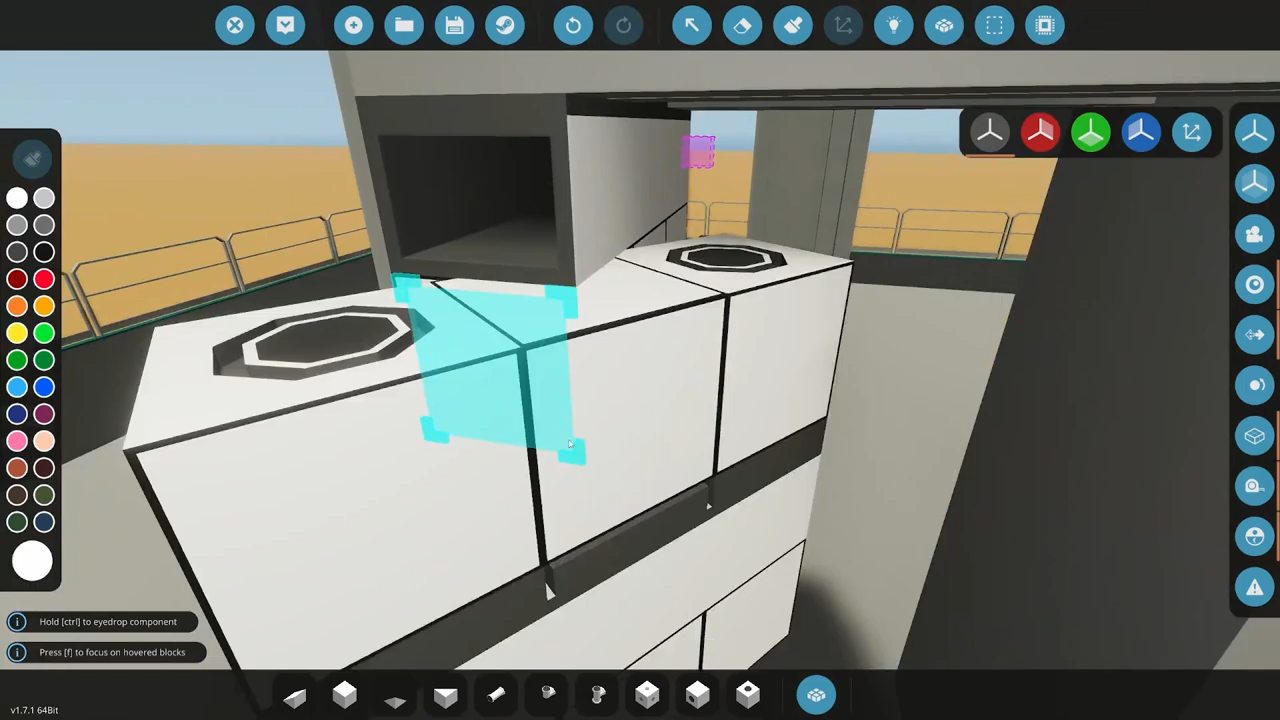 Hold [ctrl] to eyedrop component
Press [f] to focus on hovered blocks
v1.7.1 64Bit